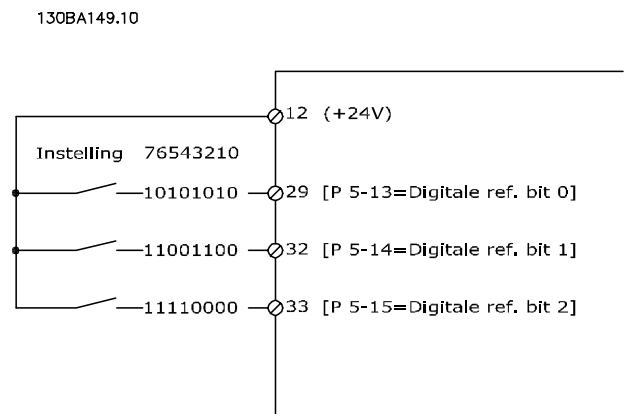 130BA149.10
12 (+24V)
Instelling 76543210
10101010 29 [P 5-13=Digitale ref. bit 0]
11001100 32 [P 5-14=Digitale ref. bit 1]
11110000 33 [P 5-15=Digitale ref. bit 2]